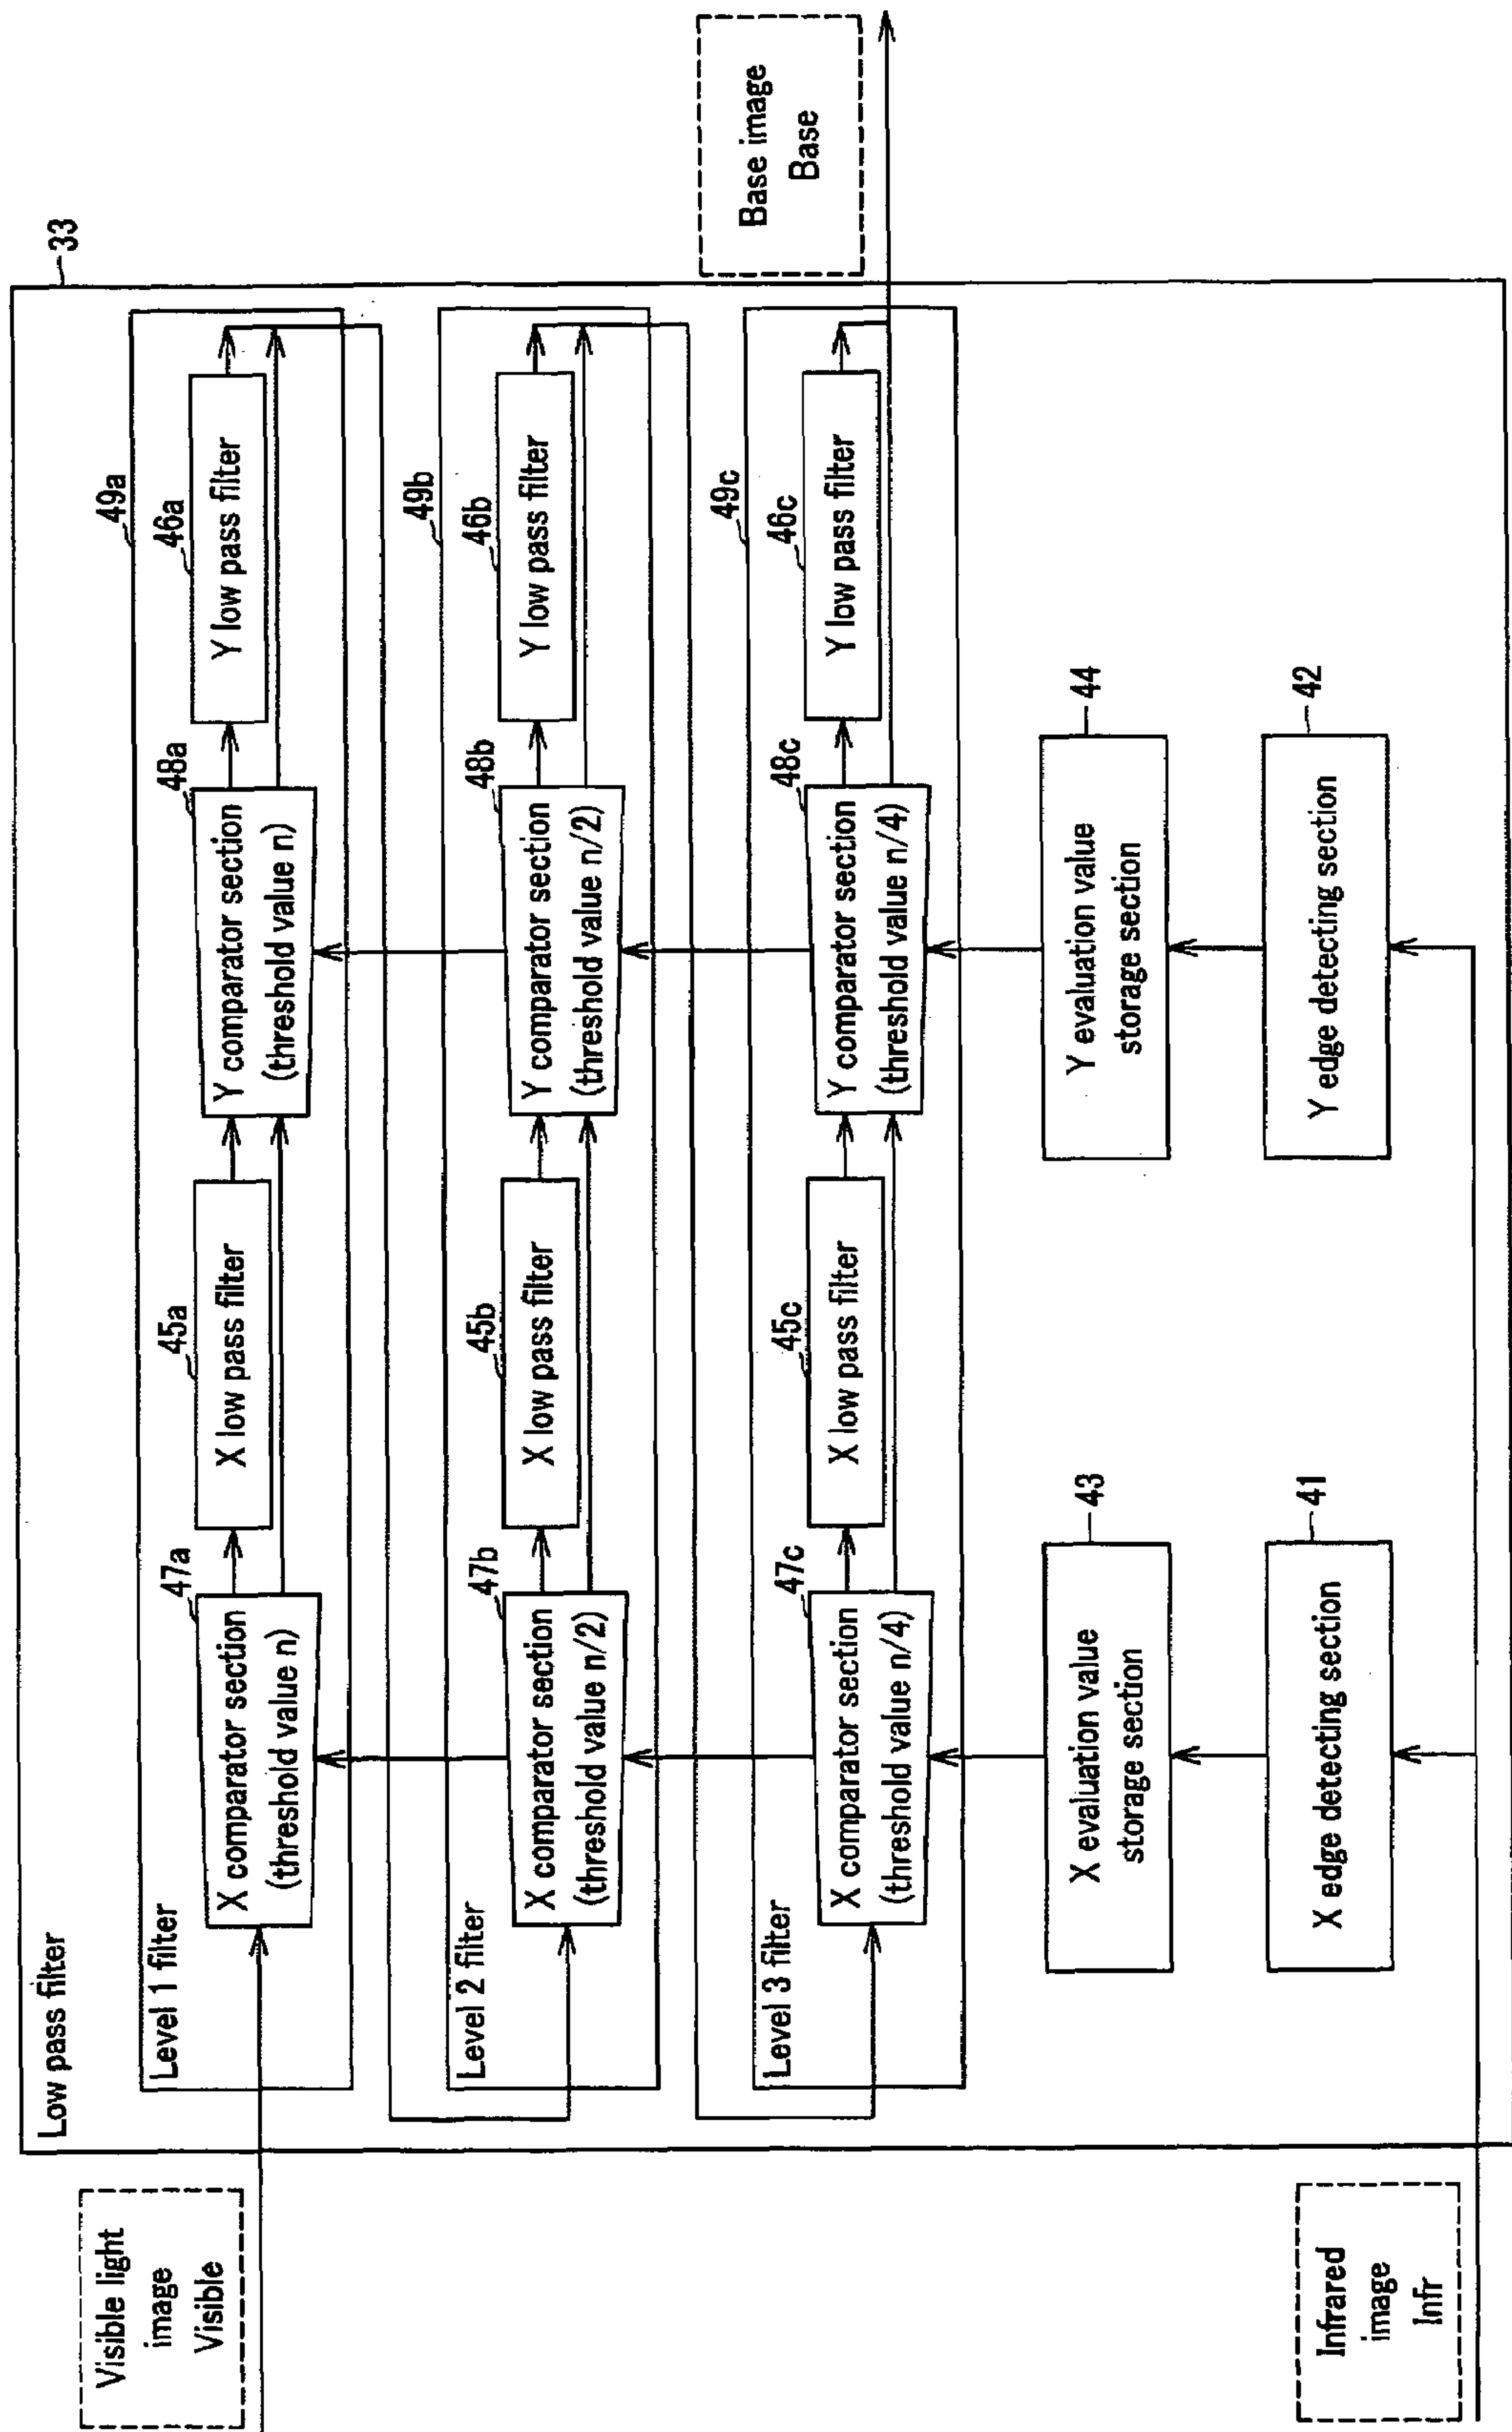 Low pass filter
33
Visible light
image
Visible
Level 1 filter
49a
47a
X comparator section
(threshold value n)
45a
X low pass filter
48a
Y comparator section
(threshold value n)
46a
Y low pass filter
Level 2 filter
49b
47b
X comparator section
(threshold value n/2)
45b
X low pass filter
48b
Y comparator section
(threshold value n/2)
46b
Y low pass filter
Level 3 filter
49c
47c
X comparator section
(threshold value n/4)
45c
X low pass filter
48c
Y comparator section
(threshold value n/4)
46c
Y low pass filter
Base image
Base
43
X evaluation value
storage section
44
Y evaluation value
storage section
41
X edge detecting section
42
Y edge detecting section
Infrared
image
Infr